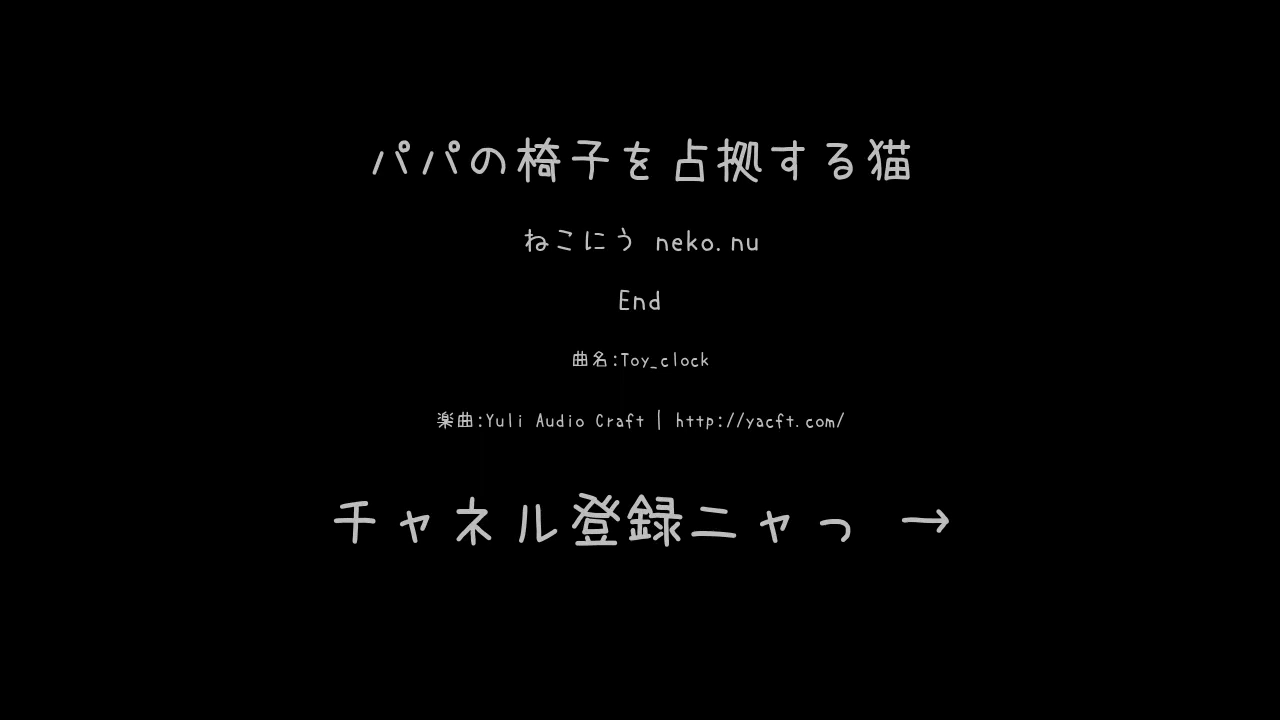 パパの椅子を占拠する猫
ねこにう neko.nu
End
曲名:Toy_clock
楽曲:Yuli Audio Craft | http://yacft.com/
チャネル登録ニャっ →